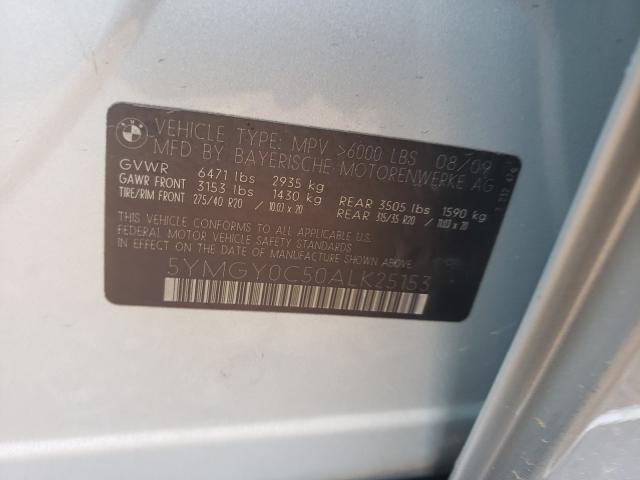 BMW
VEHICLE TYPE: MPV >6000 LBS 08/09
MFD BY BAYERISCHE MOTORENWERKE AG
GVWR 6471 lbs 2935 kg
GAWR FRONT 3153 lbs 1430 kg REAR 3505 lbs 1590 kg
TIRE/RIM FRONT 275/40 R20 / 10.0J x 20 REAR 315/35 R20 / 11.0J x 20
THIS VEHICLE CONFORMS TO ALL APPLICABLE
FEDERAL MOTOR VEHICLE SAFETY STANDARDS IN EFFECT ON THE
DATE OF MANUFACTURE SHOWN ABOVE.
5YMGY0C50ALK25153